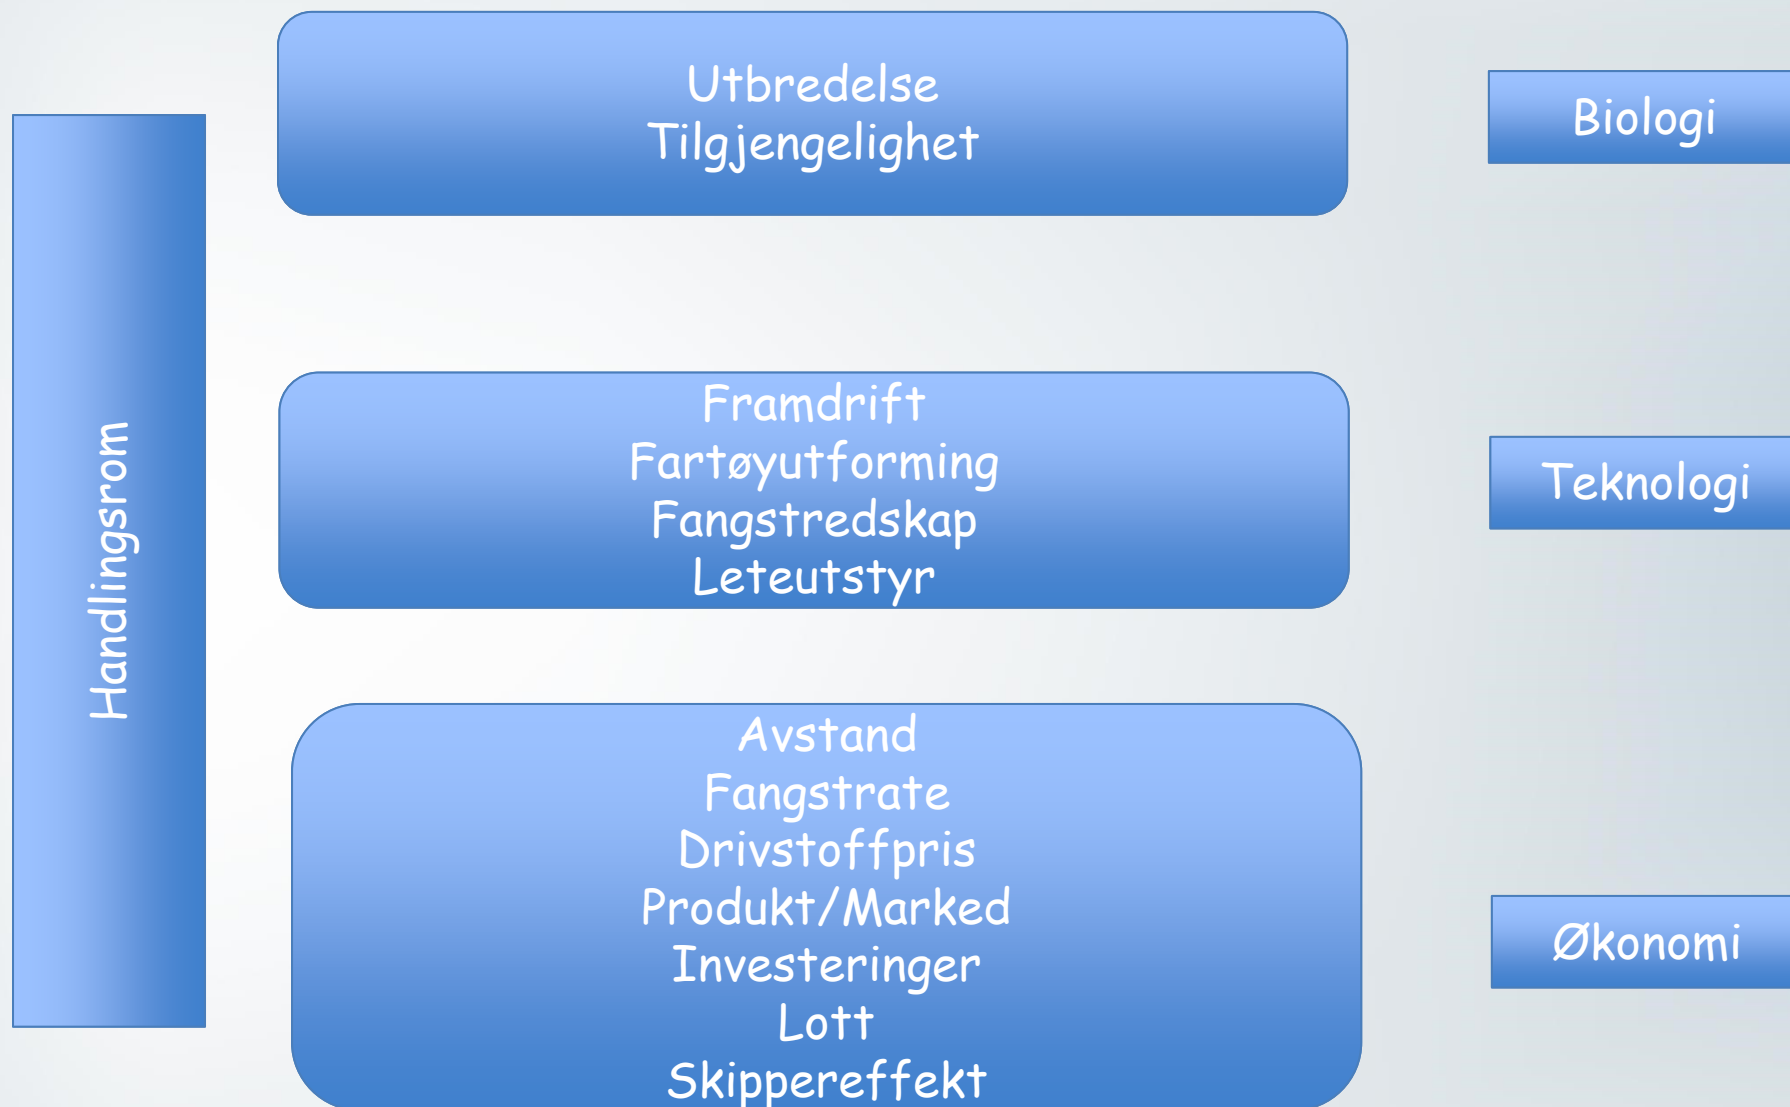 Handlingsrom
Utbredelse
Tilgjengelighet
Biologi
Framdrift
Fartøyutforming
Fangstredskap
Leteutstyr
Teknologi
Avstand
Fangstrate
Drivstoffpris
Produkt/Marked
Investeringer
Lott
Skippereffekt
Økonomi